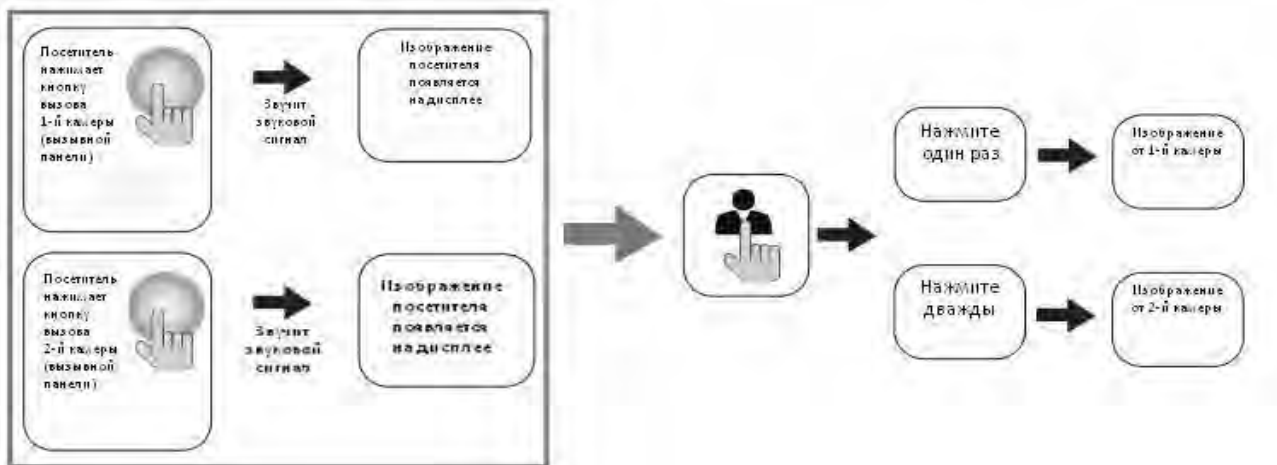 Посетитель
нажимает
кнопку
вызова
1-й камеры
(вызывной
панели)
Звучит
звуковой
сигнал
Изображение
посетителя
появляется
на дисплее
Посетитель
нажимает
кнопку
вызова
2-й камеры
(вызывной
панели)
Звучит
звуковой
сигнал
Изображение
посетителя
появляется
на дисплее
Нажмите
один раз
Изображение
от 1-й камеры
Нажмите
дважды
Изображение
от 2-й камеры